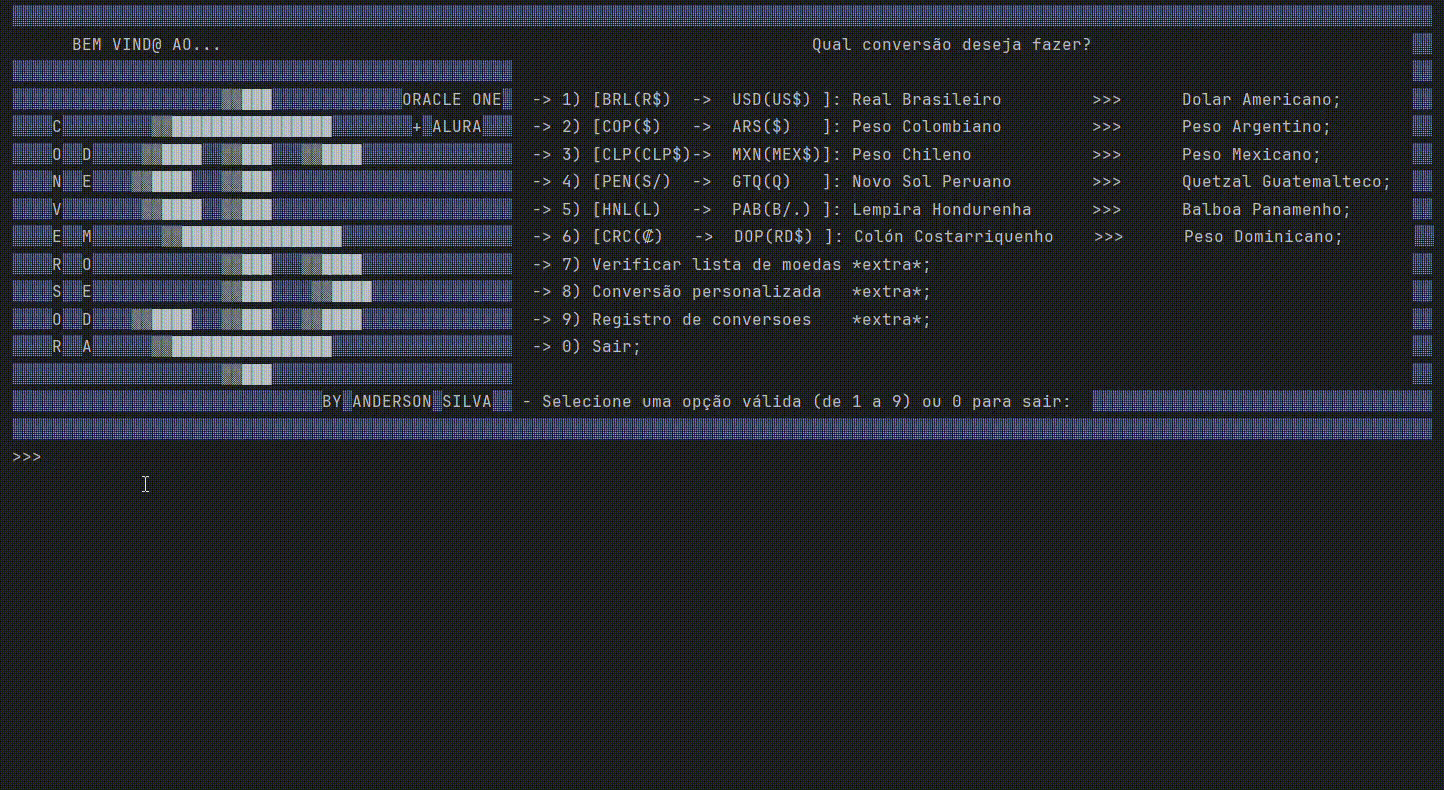 BEM VIND@ AO...
Qual conversão deseja fazer?
ORACLE ONE
+ ALURA
CONVERSOR
DE
MOEDA
-> 1) [BRL(R$) -> USD(US$) ]: Real Brasileiro >>> Dolar Americano;
-> 2) [COP($) -> ARS($) ]: Peso Colombiano >>> Peso Argentino;
-> 3) [CLP(CLP$)-> MXN(MEX$)]: Peso Chileno >>> Peso Mexicano;
-> 4) [PEN(S/) -> GTQ(Q) ]: Novo Sol Peruano >>> Quetzal Guatemalteco;
-> 5) [HNL(L) -> PAB(B/.) ]: Lempira Hondurenha >>> Balboa Panamenho;
-> 6) [CRC(₡) -> DOP(RD$) ]: Colón Costarriquenho >>> Peso Dominicano;
-> 7) Verificar lista de moedas *extra*;
-> 8) Conversão personalizada *extra*;
-> 9) Registro de conversoes *extra*;
-> 0) Sair;
BY ANDERSON SILVA
- Selecione uma opção válida (de 1 a 9) ou 0 para sair:
>>>